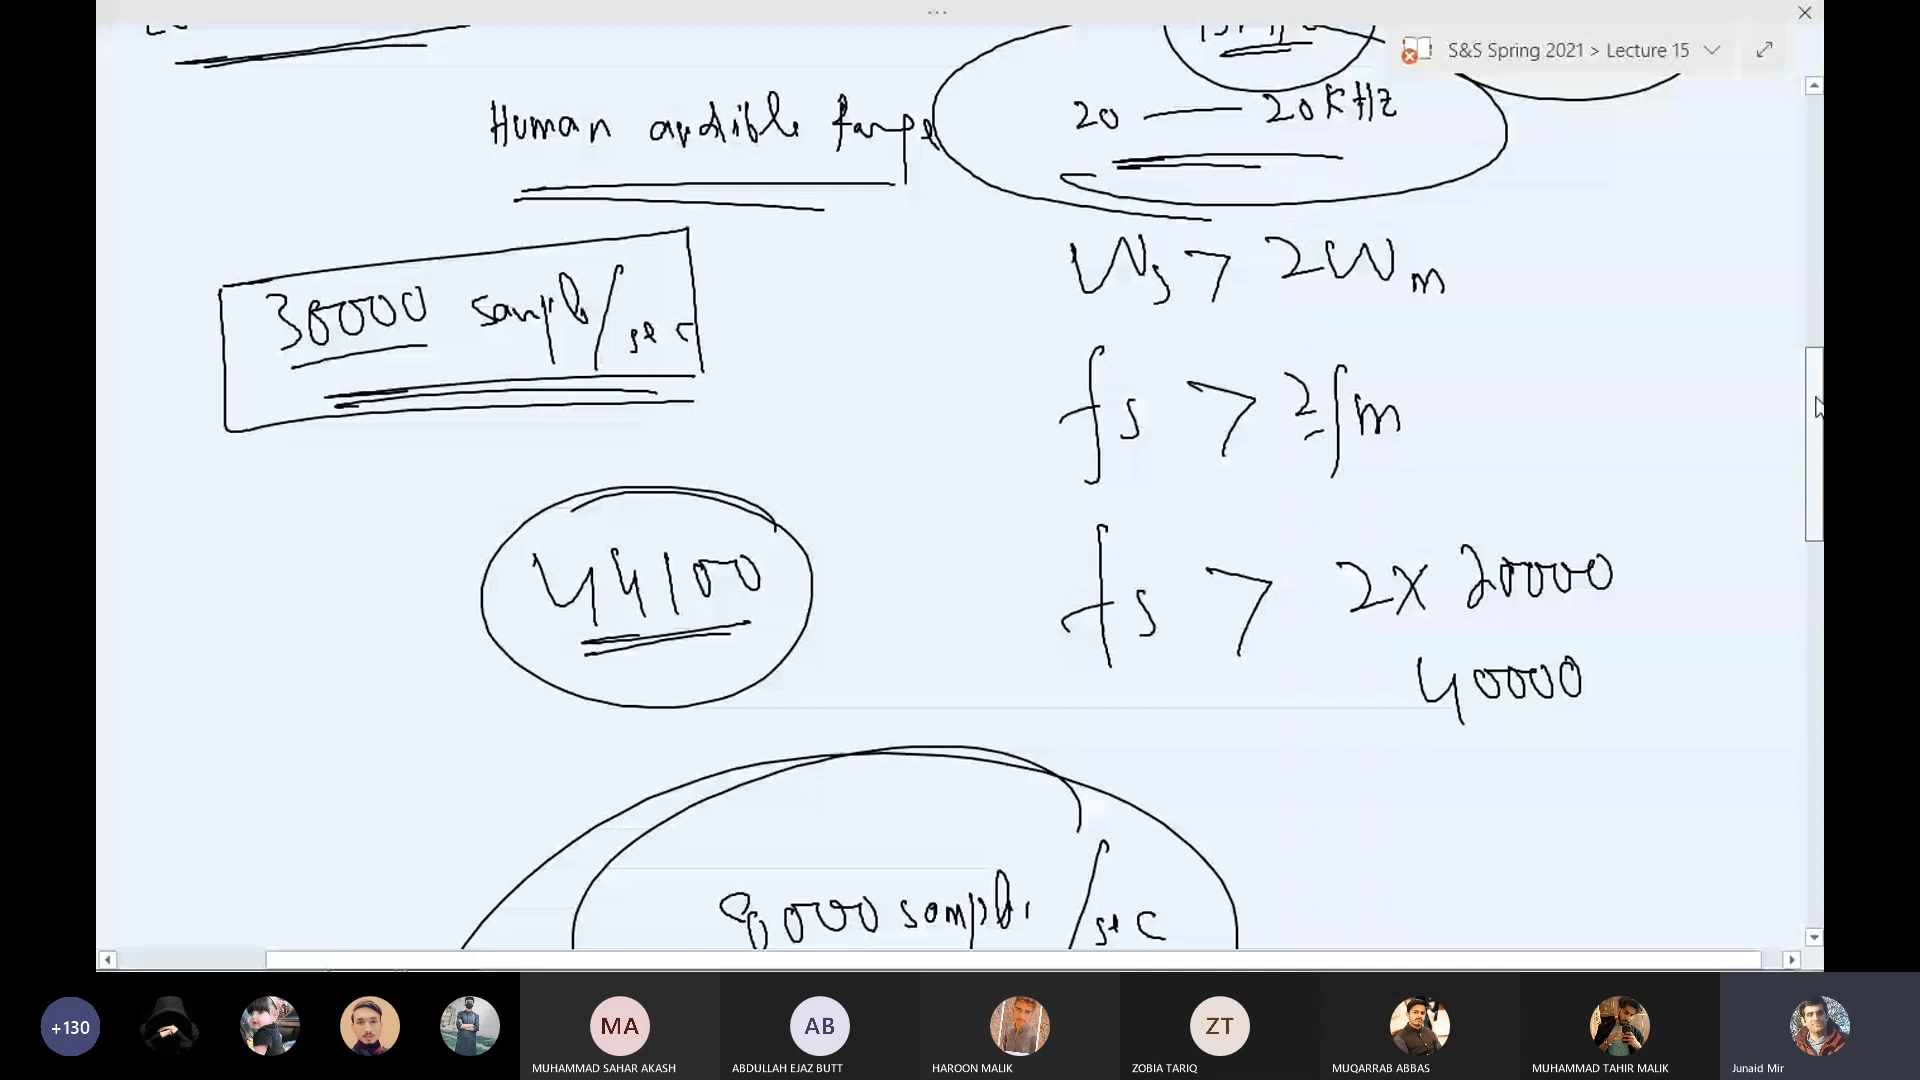 S&S Spring 2021 > Lecture 15
20 — 20KHz
Human audible range
Ws > 2Wm
30000 sampls/sec
fs > 2fm
44100
fs > 2x 20000
40000
8000 sampls/sec
+130
MA
AB
ZT
MUHAMMAD SAHAR AKASH
ABDULLAH EJAZ BUTT
HAROON MALIK
ZOBIA TARIQ
MUQARRAB ABBAS
MUHAMMAD TAHIR MALIK
Junaid Mir